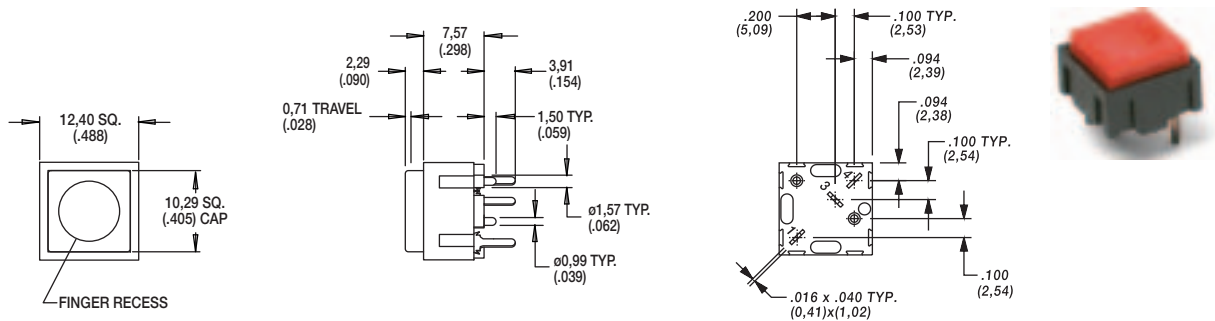 12,40 SQ.
(.488)
10,29 SQ.
(.405) CAP
FINGER RECESS
7,57
(.298)
2,29
(.090)
3,91
(.154)
0,71 TRAVEL
(.028)
1,50 TYP.
(.059)
ø1,57 TYP.
(.062)
ø0,99 TYP.
(.039)
.200
(5,09)
.100 TYP.
(2,53)
.094
(2,39)
.094
(2,38)
.100 TYP.
(2,54)
4
3
1
.100
(2,54)
.016 x .040 TYP.
(0,41)x(1,02)